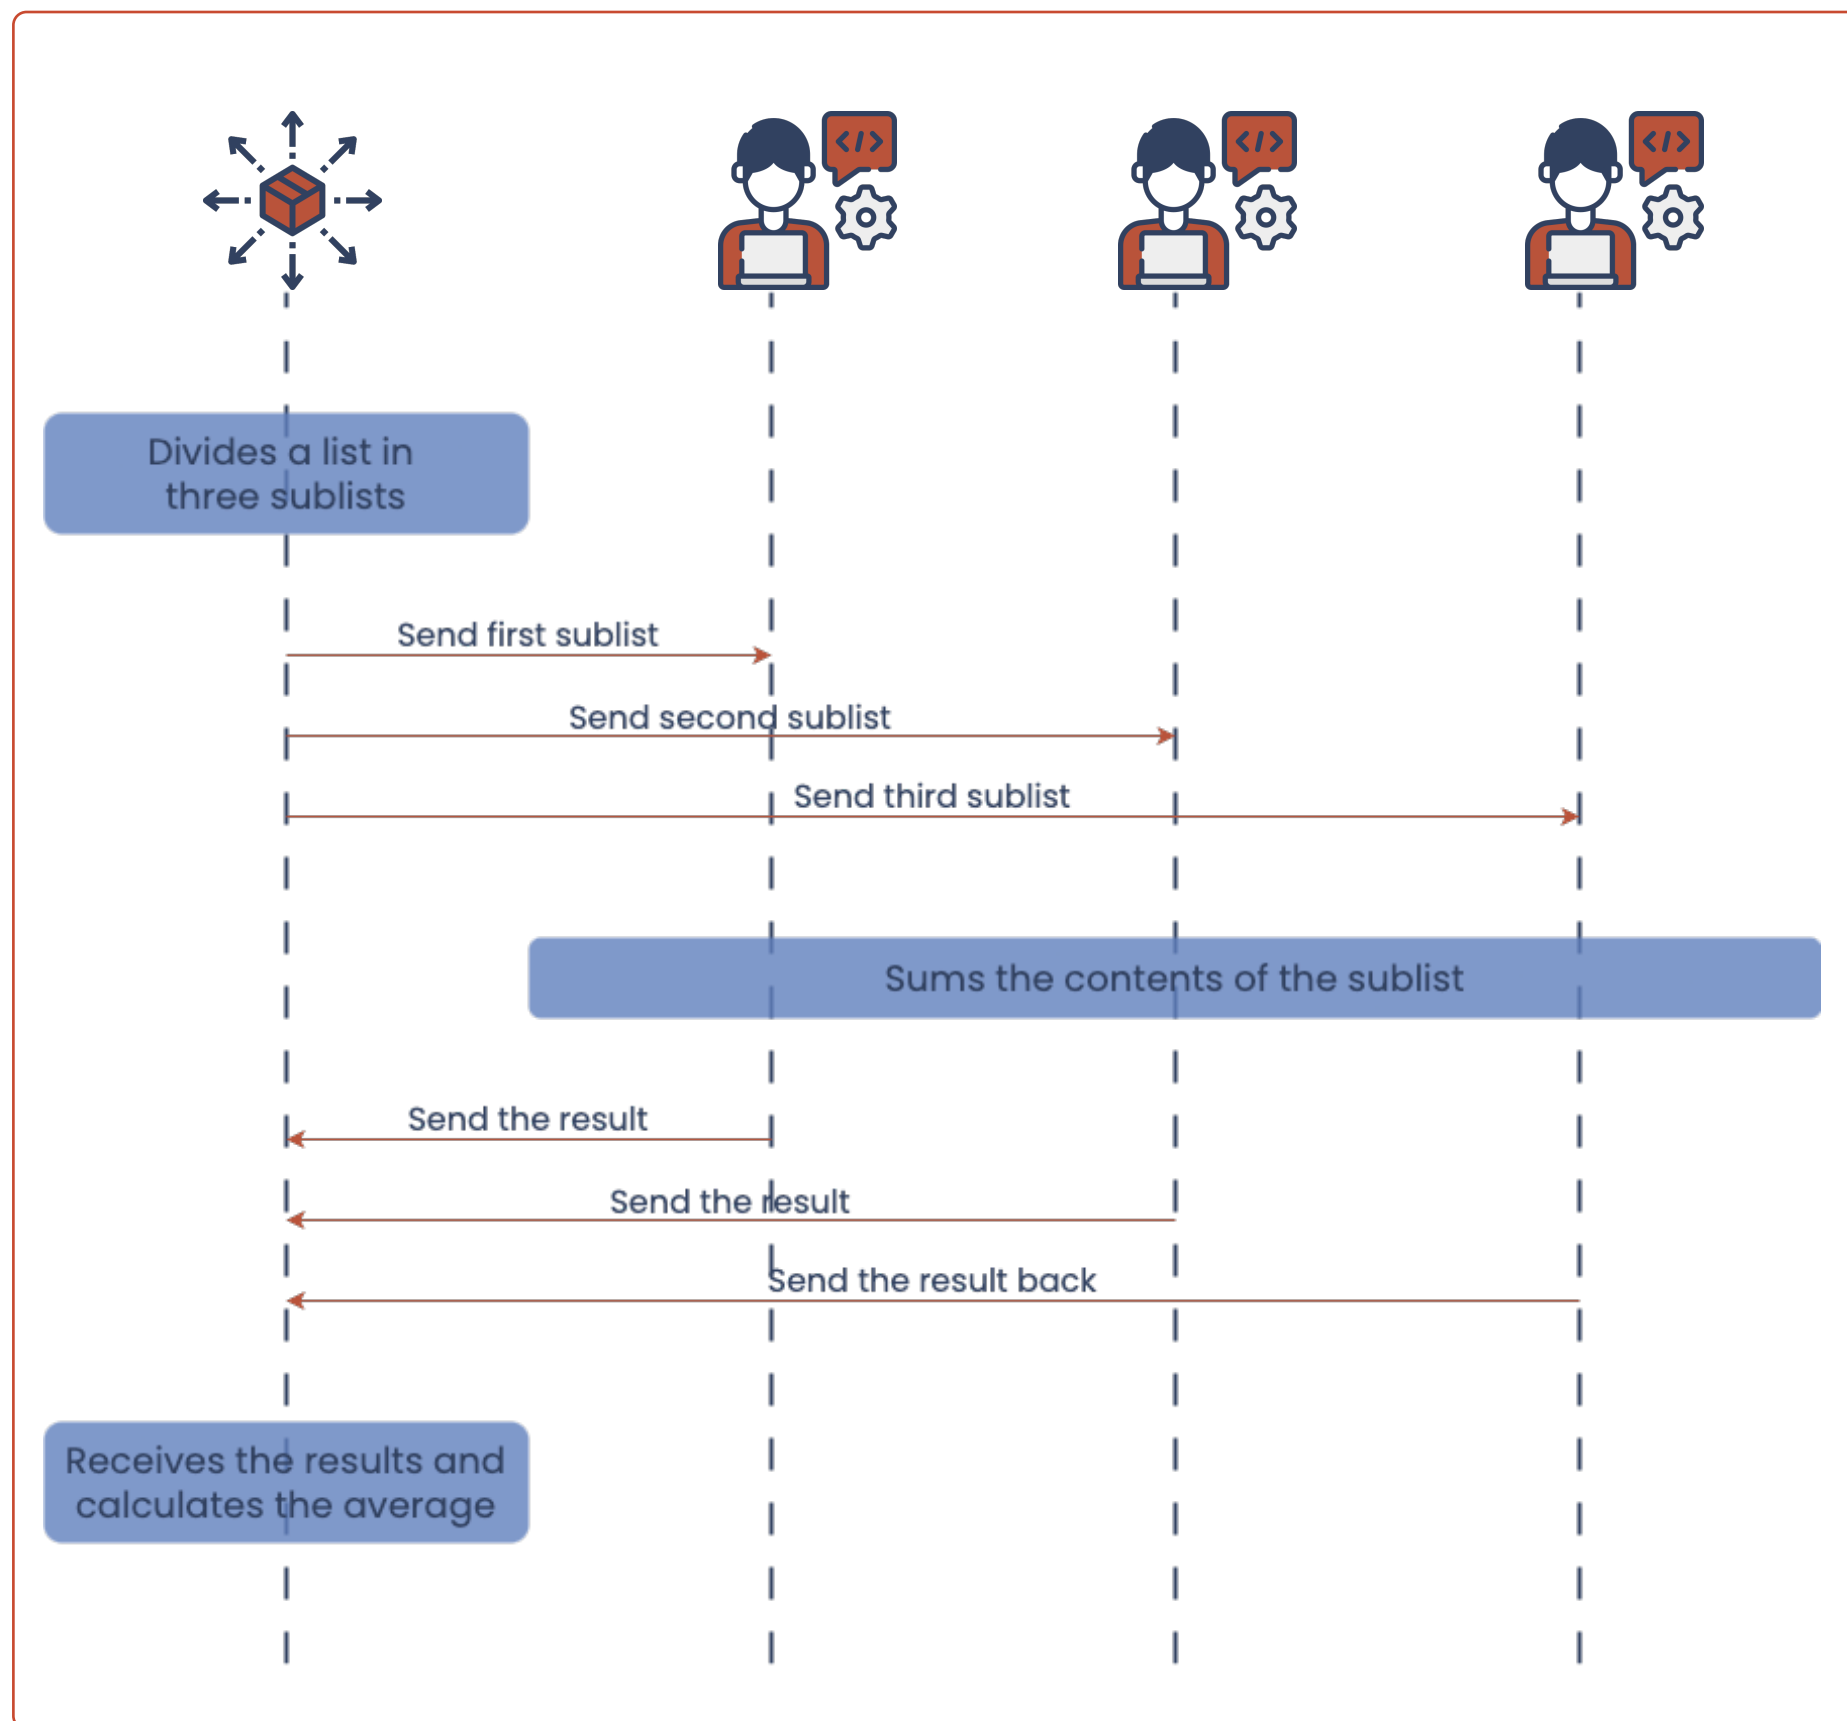 Divides a list in
three sublists
Send first sublist
Send second sublist
Send third sublist
Sums the contents of the sublist
Send the result
Send the result
Send the result back
Receives the results and
calculates the average